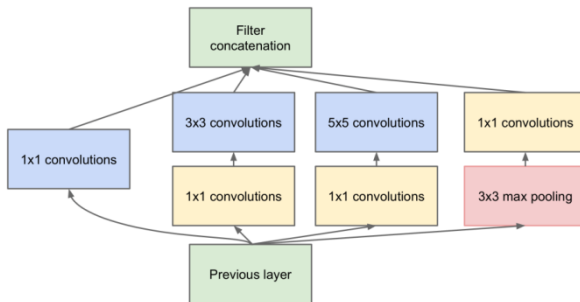 Filter
concatenation
3x3 convolutions
5x5 convolutions
1x1 convolutions
1x1 convolutions
1x1 convolutions
1x1 convolutions
3x3 max pooling
Previous layer